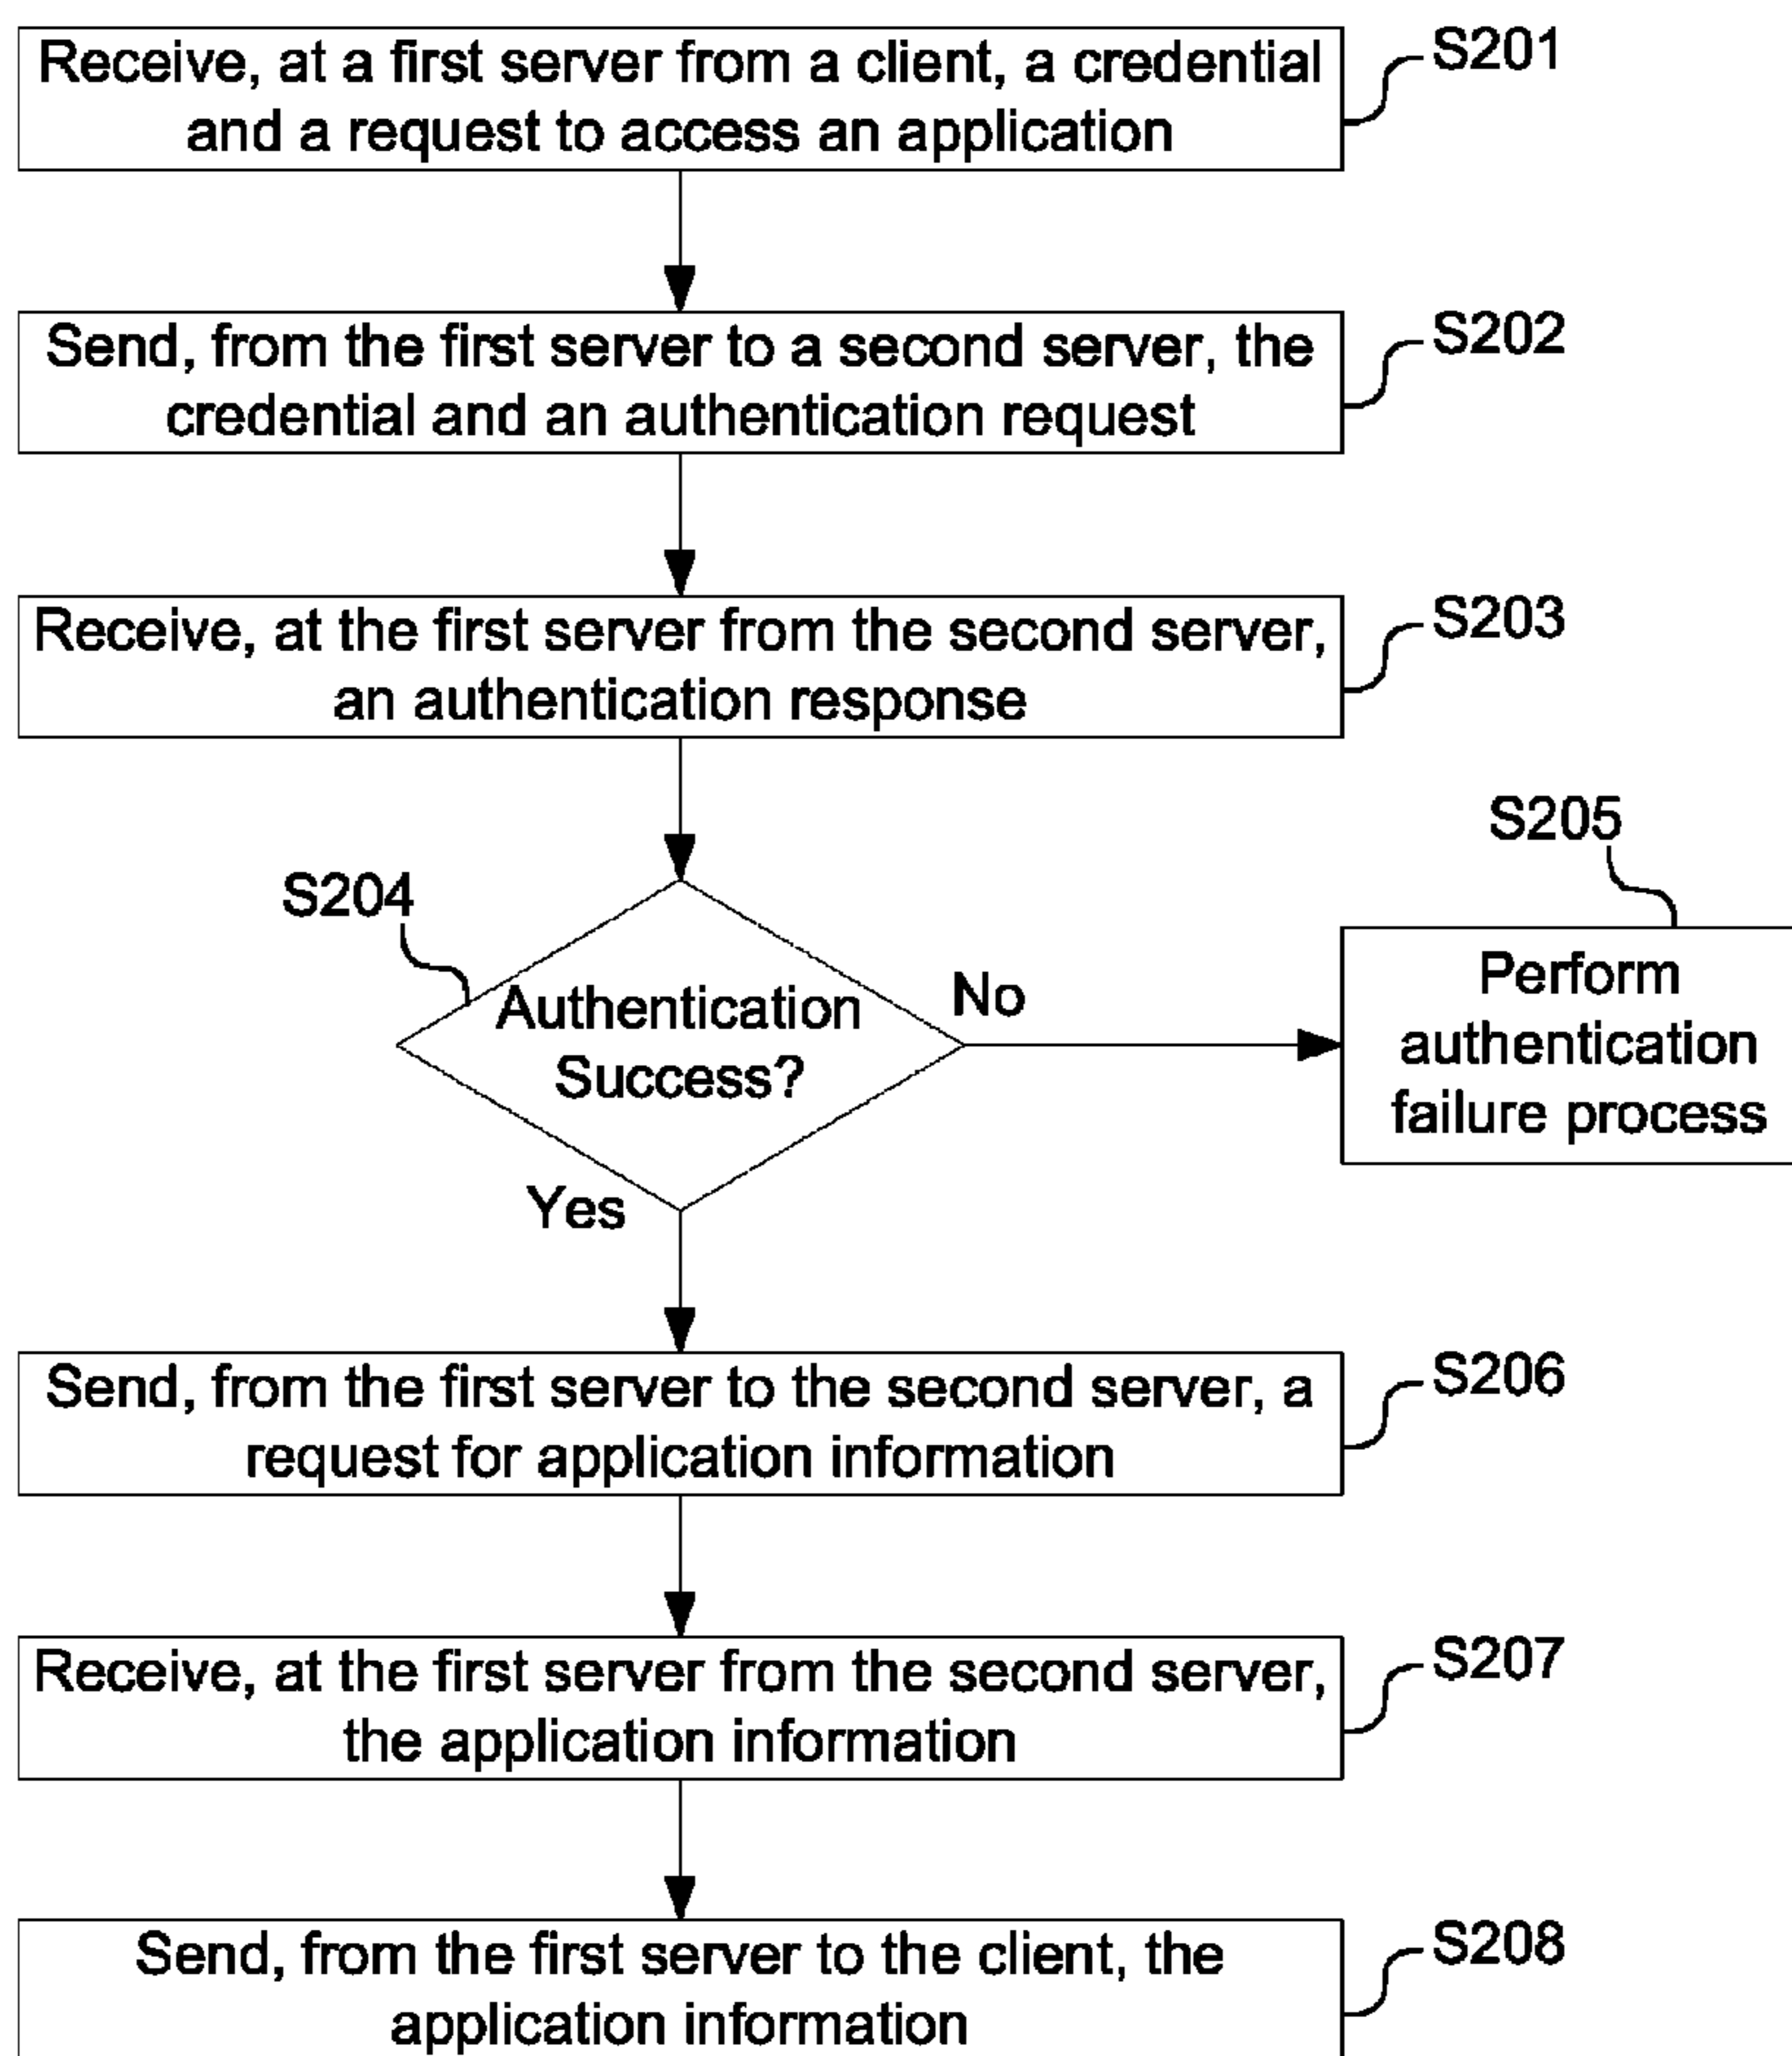 Receive, at a first server from a client, a credential
and a request to access an application
S201
Send, from the first server to a second server, the
credential and an authentication request
S202
Receive, at the first server from the second server,
an authentication response
S203
S204
Authentication
Success?
No
Yes
S205
Perform
authentication
failure process
Send, from the first server to the second server, a
request for application information
S206
Receive, at the first server from the second server,
the application information
S207
Send, from the first server to the client, the
application information
S208